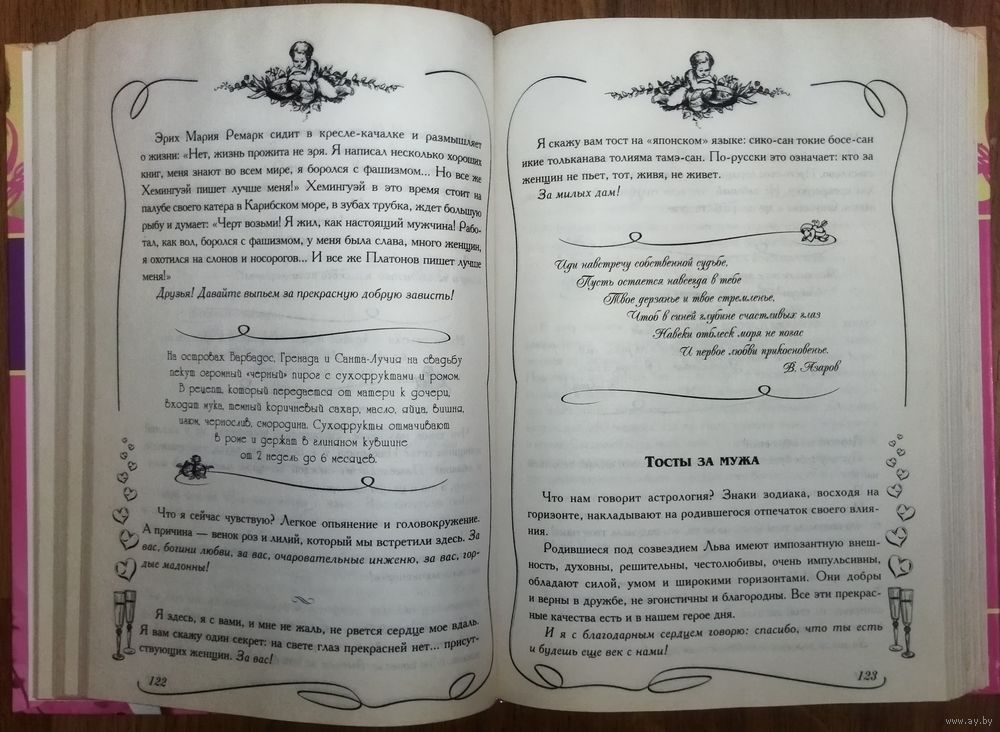 Эрих Мария Ремарк сидит в кресле-качалке и размышляет
о жизни: «Нет, жизнь прожита не зря. Я написал несколько хороших
книг, меня знают во всем мире, я боролся с фашизмом... Но все же
Хемингуэй пишет лучше меня!» Хемингуэй в это время стоит на
палубе своего катера в Карибском море, в зубах трубка, ждет большую
рыбу и думает: «Черт возьми! Я жил, как настоящий мужчина! Рабо-
тал, как вол, боролся с фашизмом, у меня была слава, много женщин,
я охотился на слонов и носорогов... И все же Платонов пишет лучше
меня!»
Друзья! Давайте выпьем за прекрасную добрую зависть!
На островах Барбадос, Гренада и Санта-Лучия на свадьбу
пекут огромный «черный» пирог с сухофруктами и ромом.
В рецепт, который передается от матери к дочери,
входят мука, темный коричневый сахар, масло, яйца, вишня,
изюм, чернослив, смородина. Сухофрукты отмачивают
в роме и держат в глиняном кувшине
от 2 недель до 6 месяцев.
Что я сейчас чувствую? Легкое опьянение и головокружение.
А причина — венок роз и лилий, который мы встретили здесь. За
вас, богини любви, за вас, очаровательные инженю, за вас, гор-
дые мадонны!
Я здесь, я с вами, и мне не жаль, не рвется сердце мое вдаль.
Я вам скажу один секрет: на свете глаз прекрасней нет... присут-
ствующих женщин. За вас!
122
Я скажу вам тост на «японском» языке: сико-сан токие босе-сан
икие тольканава толияма тамэ-сан. По-русски это означает: кто за
женщин не пьет, тот, живя, не живет.
За милых дам!
Иди навстречу собственной судьбе,
Пусть остается навсегда в тебе
Твое дерзанье и твое стремленье,
Чтоб в синей глубине счастливых глаз
Навеки отблеск моря не погас
И первое любви прикосновенье.
В. Азаров
Тосты за мужа
Что нам говорит астрология? Знаки зодиака, восходя на
горизонте, накладывают на родившегося отпечаток своего влия-
ния.
Родившиеся под созвездием Льва имеют импозантную внеш-
ность, духовны, решительны, честолюбивы, очень импульсивны,
обладают силой, умом и широкими горизонтами. Они добры
и верны в дружбе, не эгоистичны и благородны. Все эти прекрас-
ные качества есть и в нашем герое дня.
И я с благодарным сердцем говорю: спасибо, что ты есть
и будешь еще век с нами!
123
www.ay.by